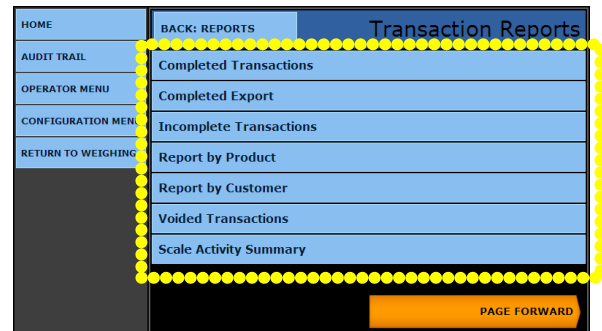 HOME
AUDIT TRAIL
OPERATOR MENU
CONFIGURATION MENU
RETURN TO WEIGHING
BACK: REPORTS
Transaction Reports
Completed Transactions
Completed Export
Incomplete Transactions
Report by Product
Report by Customer
Voided Transactions
Scale Activity Summary
PAGE FORWARD